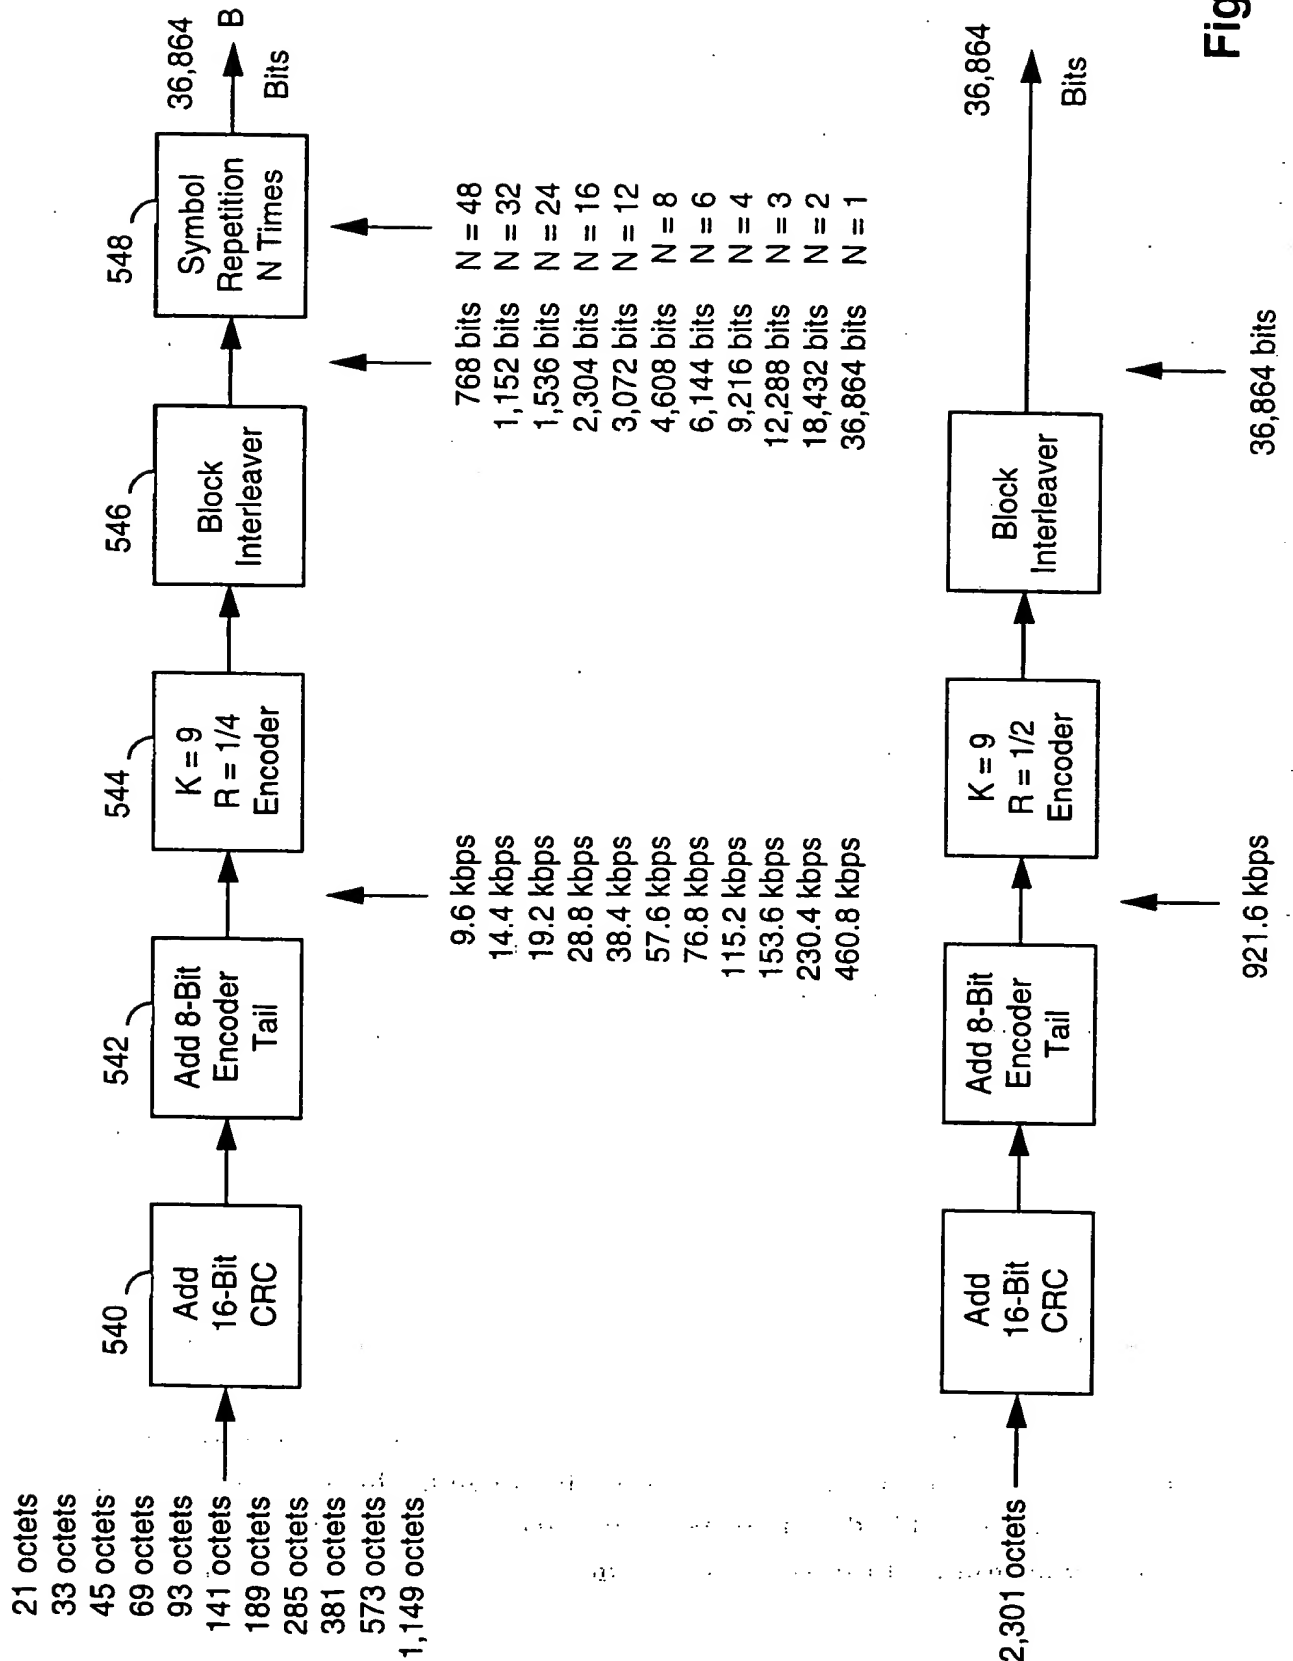 21 octets
33 octets
45 octets
69 octets
93 octets
141 octets
189 octets
285 octets
381 octets
573 octets
1,149 octets
540
Add
16-Bit
CRC
542
Add 8-Bit
Encoder
Tail
9.6 kbps
14.4 kbps
19.2 kbps
28.8 kbps
38.4 kbps
57.6 kbps
76.8 kbps
115.2 kbps
153.6 kbps
230.4 kbps
460.8 kbps
544
K = 9
R = 1/4
Encoder
546
Block
Interleaver
548
Symbol
Repetition
N Times
768 bits N = 48
1,152 bits N = 32
1,536 bits N = 24
2,304 bits N = 16
3,072 bits N = 12
4,608 bits N = 8
6,144 bits N = 6
9,216 bits N = 4
12,288 bits N = 3
18,432 bits N = 2
36,864 bits N = 1
36,864
Bits
B
2,301 octets
Add
16-Bit
CRC
Add 8-Bit
Encoder
Tail
921.6 kbps
K = 9
R = 1/2
Encoder
Block
Interleaver
36,864 bits
36,864
Bits
Fig